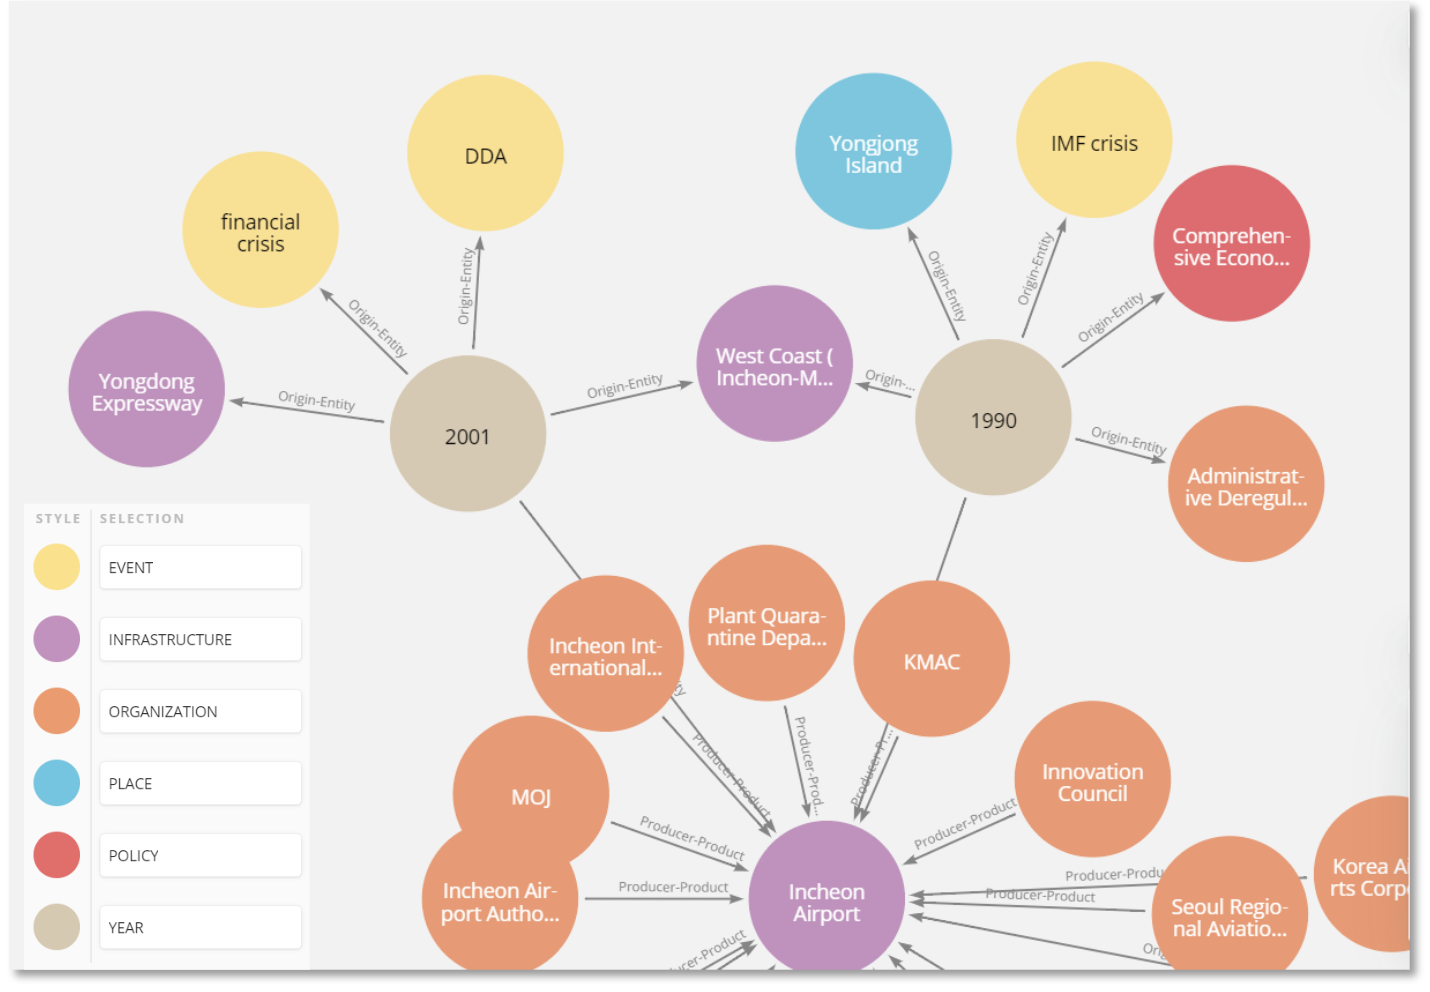 DDA
Yongjong
Island
IMF crisis
financial
crisis
Comprehen-
sive Econo...
Origin-Entity
Origin-Entity
Origin-Entity
Origin-Entity
Origin-Entity
Yongdong
Expressway
Origin-Entity
Origin-Entity
West Coast (
Incheon-M...
Origin-...
2001
1990
Origin-Entity
Administrat-
ive Deregul...
STYLE
SELECTION
EVENT
INFRASTRUCTURE
ORGANIZATION
PLACE
POLICY
YEAR
Incheon Int-
ernational...
Plant Quara-
ntine Depa...
KMAC
Producer-Product
Producer-Prod...
Producer-Pr...
Innovation
Council
MOJ
Producer-Product
Producer-Product
Incheon Air-
port Autho...
Producer-Product
Incheon
Airport
Producer-Product
Producer-Product
Seoul Regio-
nal Aviatio...
Korea Ai
rts Corp
ucer-Product